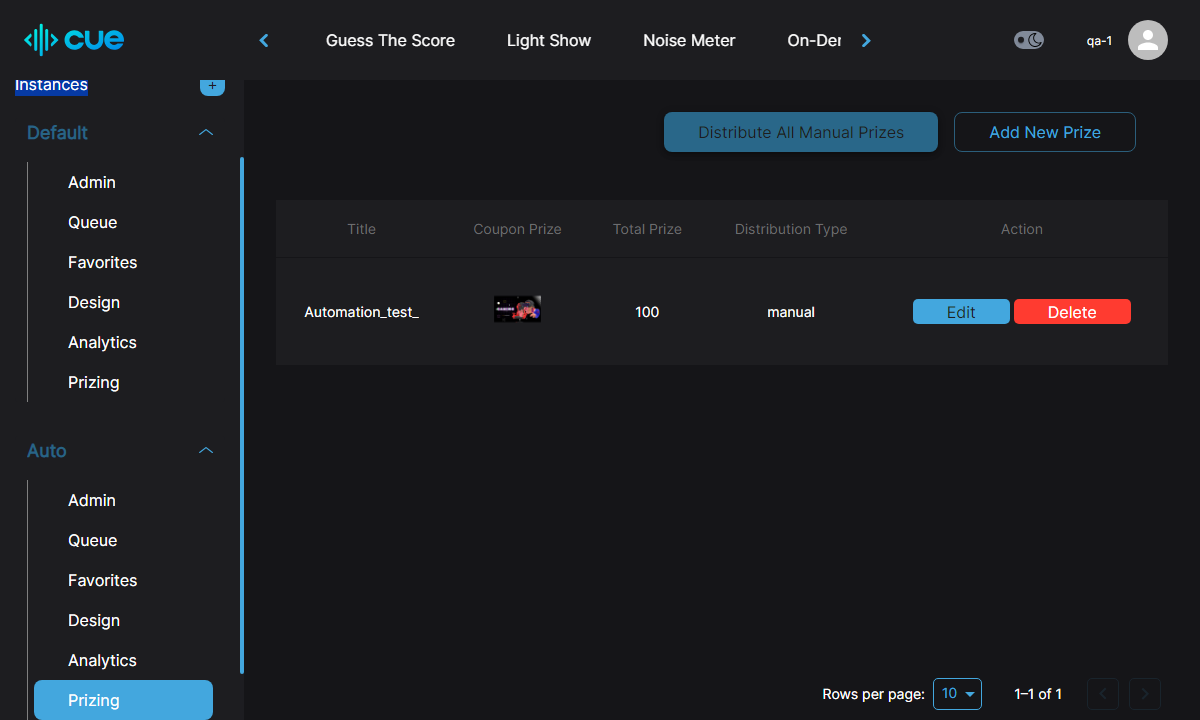 cue
Guess The Score
Light Show
Noise Meter
On-Der
qa-1
Instances
+
Default
Admin
Queue
Favorites
Design
Analytics
Prizing
Auto
Admin
Queue
Favorites
Design
Analytics
Prizing
Distribute All Manual Prizes
Add New Prize
Title Coupon Prize Total Prize Distribution Type Action
Automation_test_ 100 manual Edit Delete
Rows per page: 10 1–1 of 1